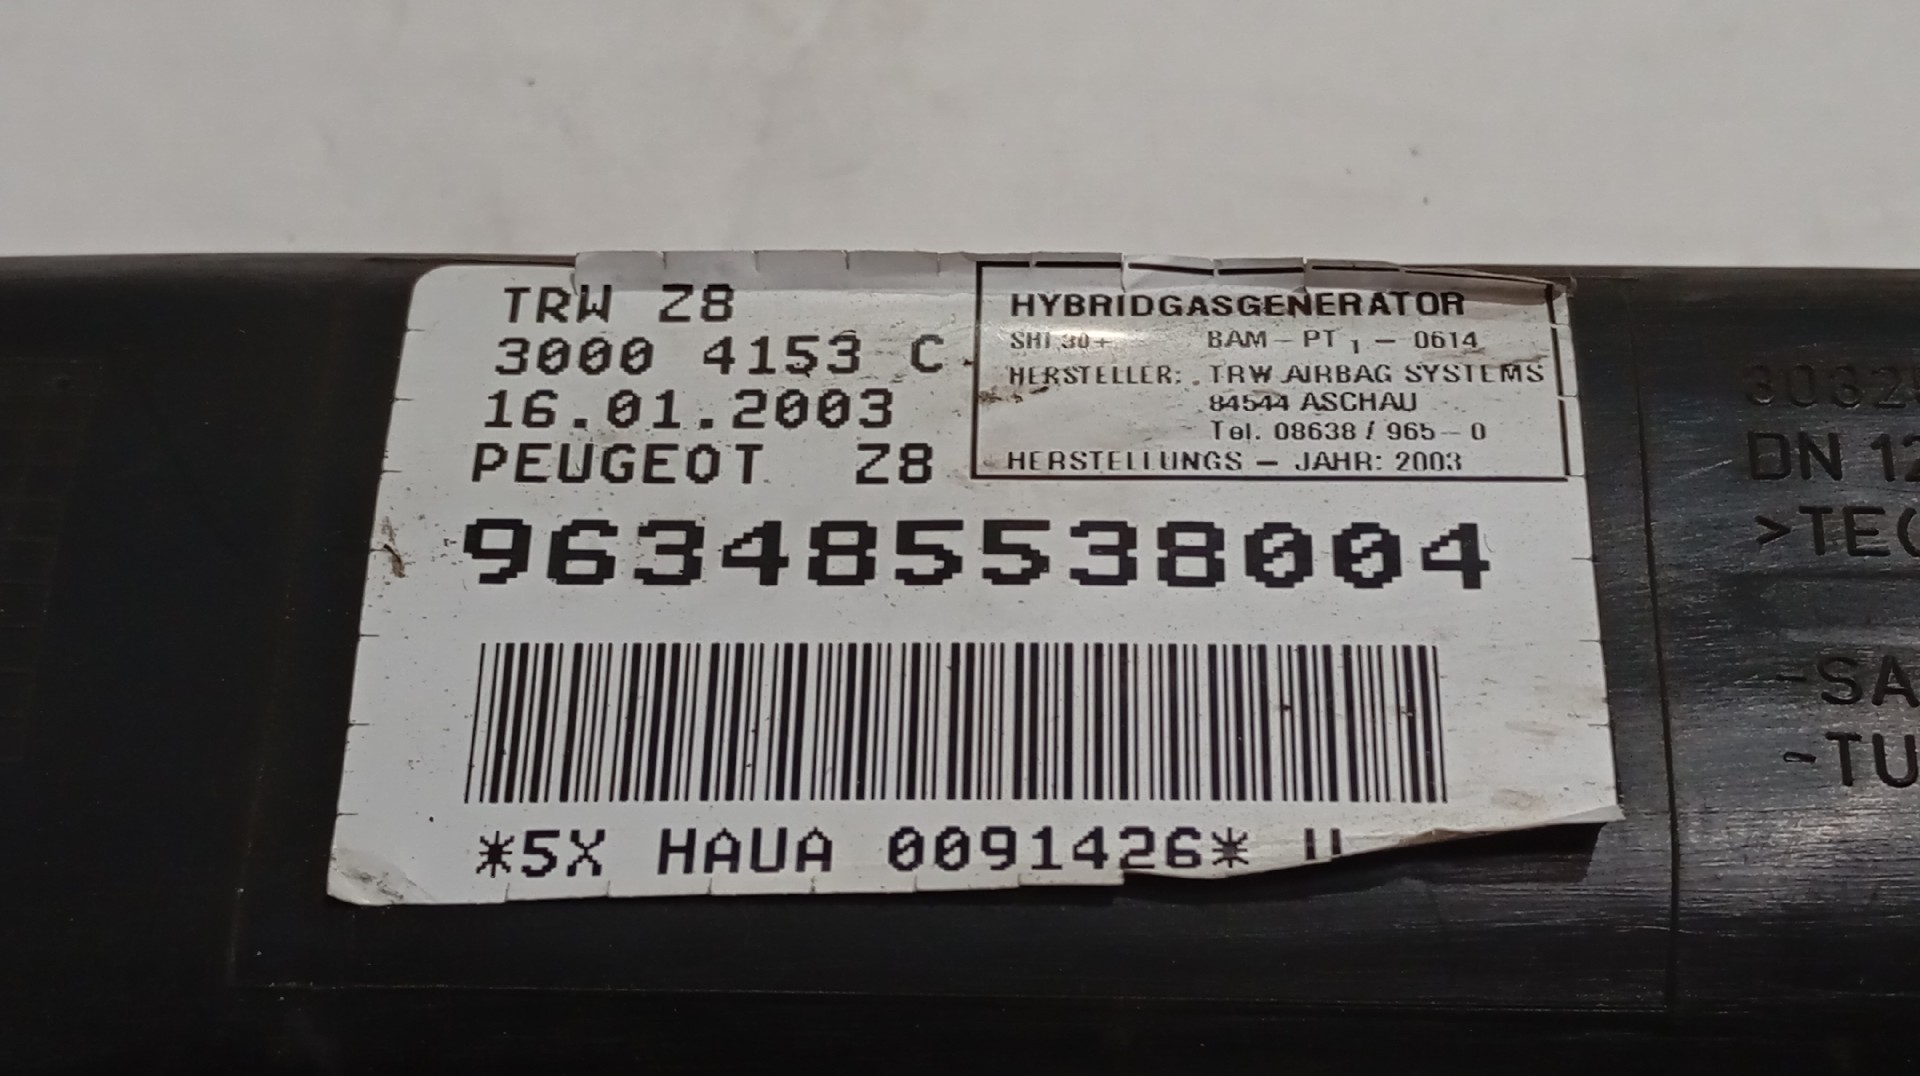 TRW Z8
3000 4153 C
16.01.2003
PEUGEOT Z8
HYBRIDGASGENERATOR
SHI 30+ BAM - PT 1 - 0614
HERSTELLER: TRW AIRBAG SYSTEMS
84544 ASCHAU
Tel. 08638 / 965 - 0
HERSTELLUNGS - JAHR: 2003
963485538004
*5X HAUA 0091426*
DN 12
>TE
-SA
-TU